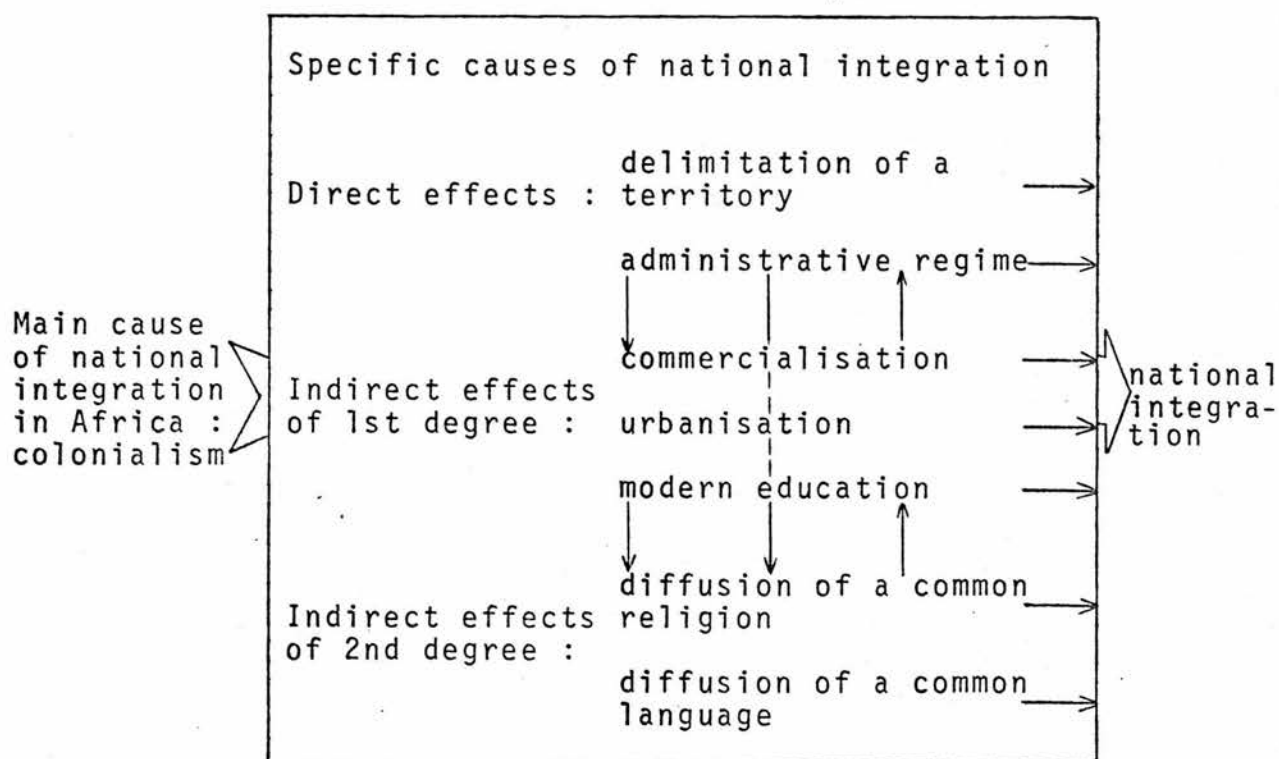 Specific causes of national integration
Direct effects : delimitation of a
territory
administrative regime
Main cause
of national
integration
in Africa :
colonialism
Indirect effects
of 1st degree :
commercialisation
urbanisation
modern education
Indirect effects
of 2nd degree :
diffusion of a common
religion
diffusion of a common
language
national
integra-
tion